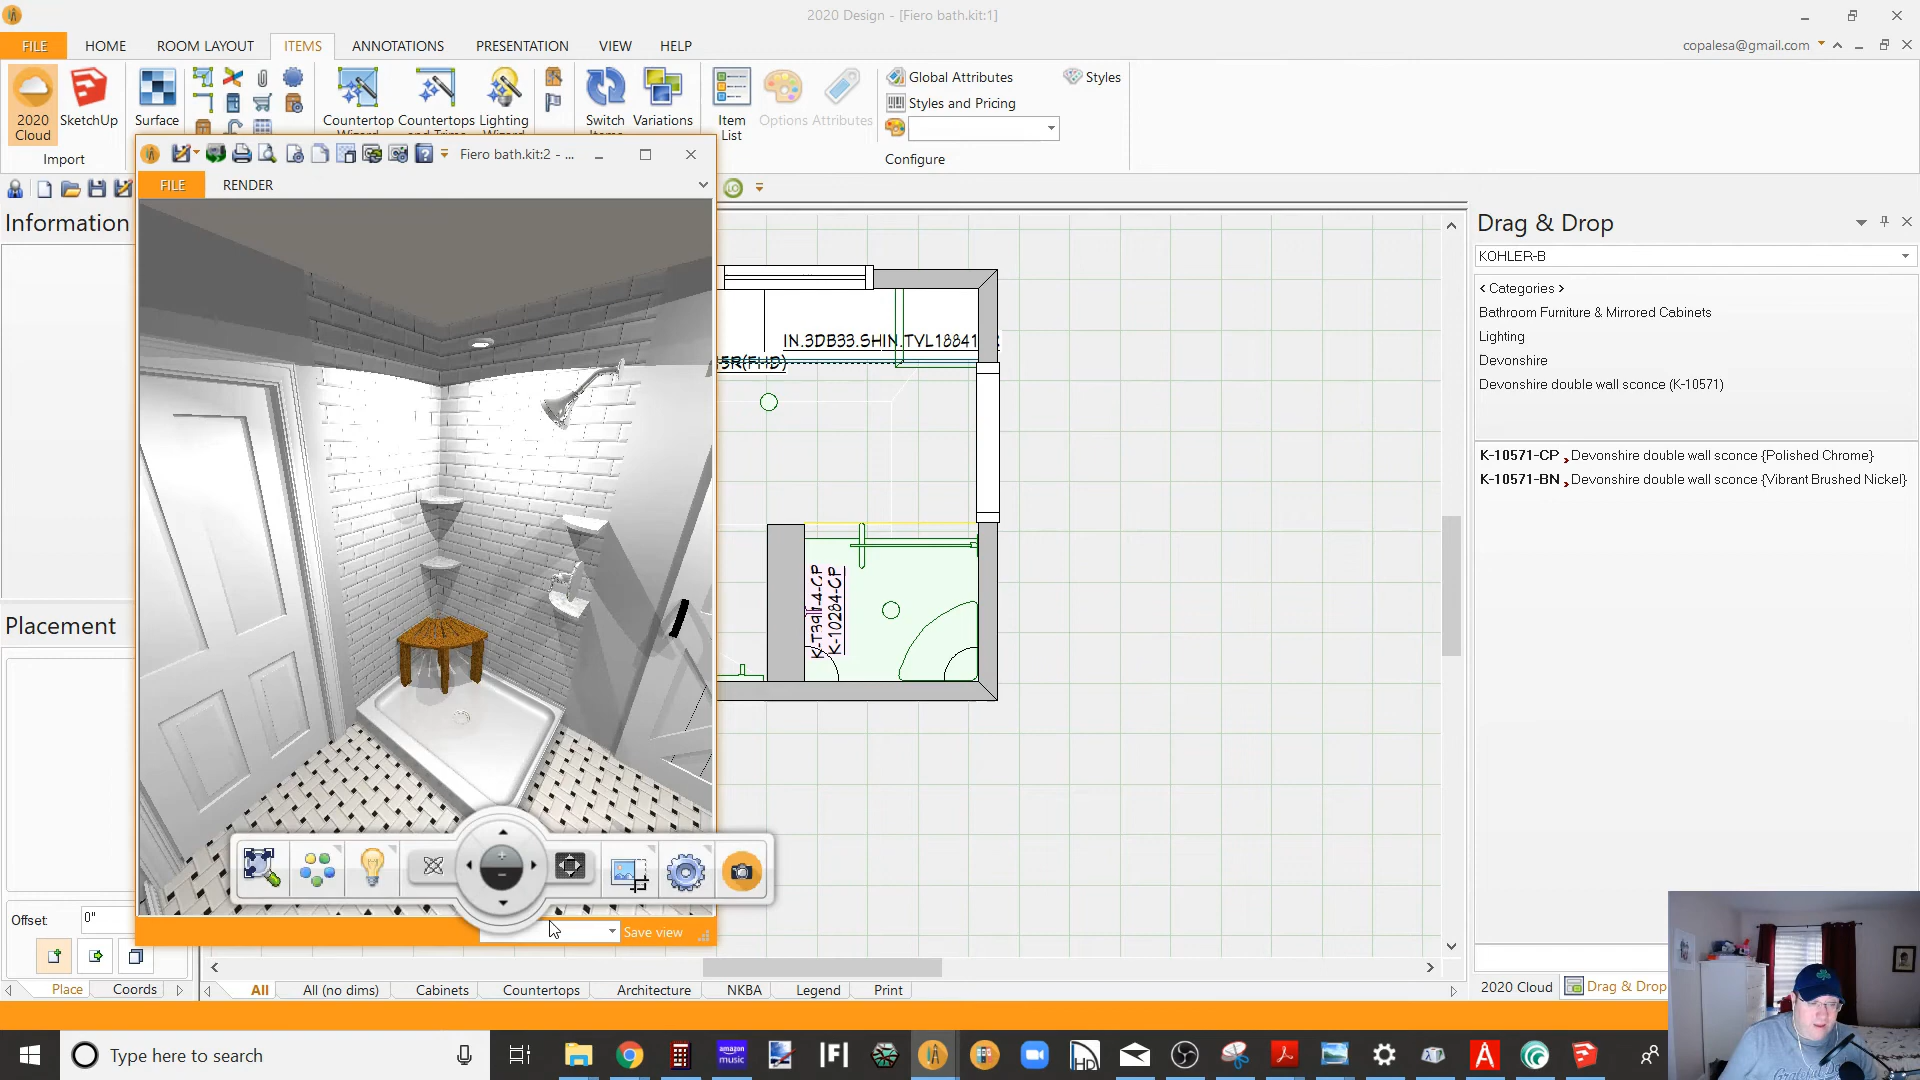 2020 Design - [Fiero bath.kit:1]
FILE HOME ROOM LAYOUT ITEMS ANNOTATIONS PRESENTATION VIEW HELP
copalesa@gmail.com
2020 Cloud
SketchUp
Import
Surface
Countertop
Countertops
Lighting
Switch
Variations
Item List
Options
Attributes
Global Attributes
Styles
Styles and Pricing
Configure
Fiero bath.kit:2 - ...
FILE RENDER
Information
Placement
Offset: 0"
Place Coords
Save view
IN.3DB33.SHIN.TVL18841
5R(FHD)
K-10284-CP
All
All (no dims)
Cabinets
Countertops
Architecture
NKBA
Legend
Print
Drag & Drop
KOHLER-B
< Categories >
Bathroom Furniture & Mirrored Cabinets
Lighting
Devonshire
Devonshire double wall sconce (K-10571)
K-10571-CP Devonshire double wall sconce {Polished Chrome}
K-10571-BN Devonshire double wall sconce {Vibrant Brushed Nickel}
2020 Cloud Drag & Drop
Type here to search
amazon music